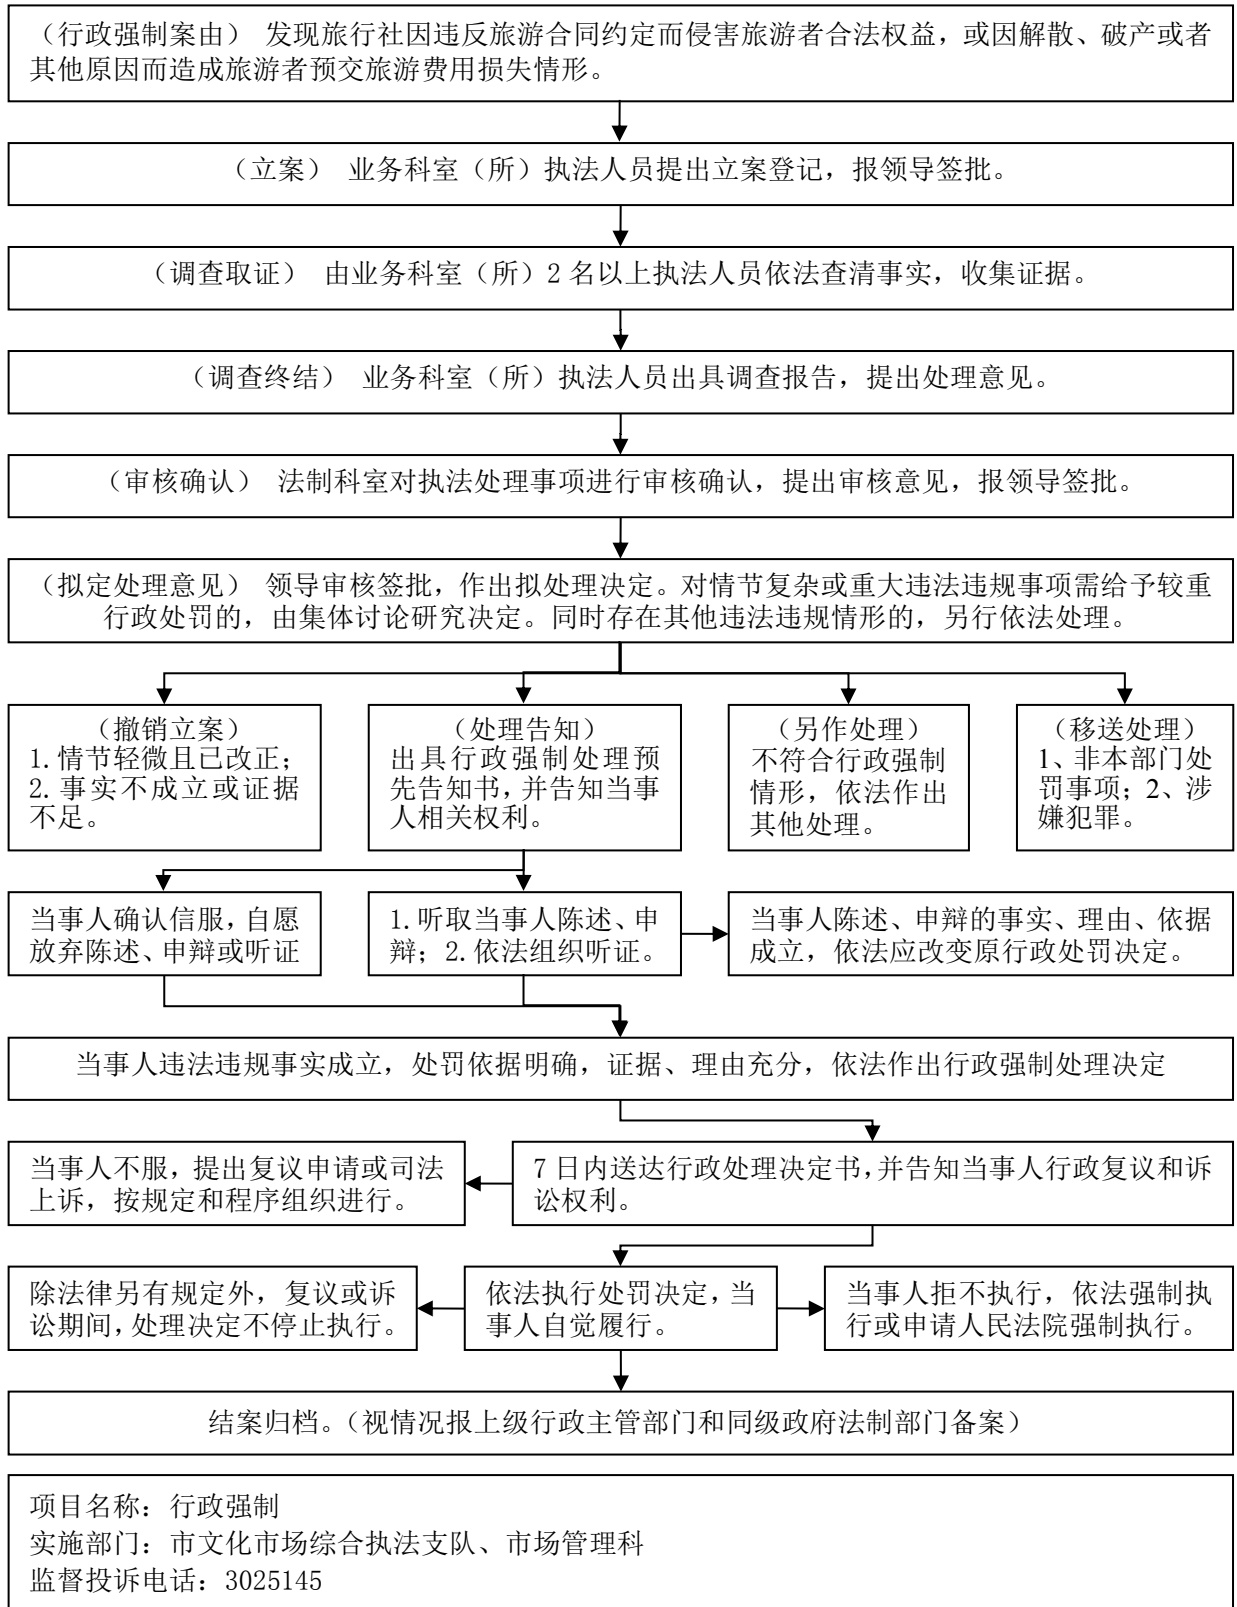 （行政强制案由） 发现旅行社因违反旅游合同约定而侵害旅游者合法权益，或因解散、破产或者
其他原因而造成旅游者预交旅游费用损失情形。
（立案） 业务科室（所）执法人员提出立案登记，报领导签批。
（调查取证） 由业务科室（所）2 名以上执法人员依法查清事实，收集证据。
（调查终结） 业务科室（所）执法人员出具调查报告，提出处理意见。
（审核确认） 法制科室对执法处理事项进行审核确认，提出审核意见，报领导签批。
（拟定处理意见） 领导审核签批，作出拟处理决定。对情节复杂或重大违法违规事项需给予较重
行政处罚的，由集体讨论研究决定。同时存在其他违法违规情形的，另行依法处理。
（撤销立案）
1.情节轻微且已改正；
2.事实不成立或证据
不足。
（处理告知）
出具行政强制处理预
先告知书，并告知当事
人相关权利。
（另作处理）
不符合行政强制
情形，依法作出
其他处理。
（移送处理）
1、非本部门处
罚事项；2、涉
嫌犯罪。
当事人确认信服，自愿
放弃陈述、申辩或听证
1.听取当事人陈述、申
辩；2.依法组织听证。
当事人陈述、申辩的事实、理由、依据
成立，依法应改变原行政处罚决定。
当事人违法违规事实成立，处罚依据明确，证据、理由充分，依法作出行政强制处理决定
当事人不服，提出复议申请或司法
上诉，按规定和程序组织进行。
7 日内送达行政处理决定书，并告知当事人行政复议和诉
讼权利。
除法律另有规定外，复议或诉
讼期间，处理决定不停止执行。
依法执行处罚决定，当
事人自觉履行。
当事人拒不执行，依法强制执
行或申请人民法院强制执行。
结案归档。（视情况报上级行政主管部门和同级政府法制部门备案）
项目名称：行政强制
实施部门：市文化市场综合执法支队、市场管理科
监督投诉电话：3025145